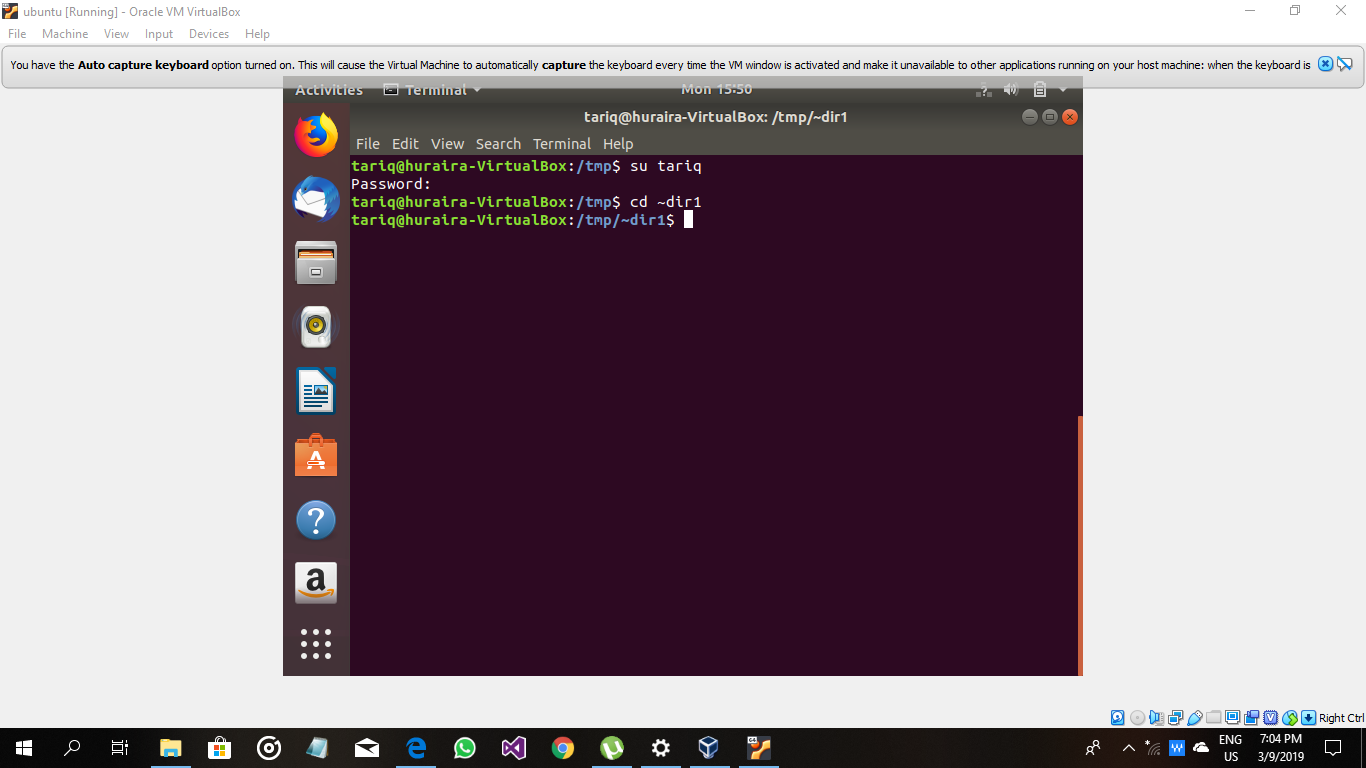 ubuntu [Running] - Oracle VM VirtualBox
File Machine View Input Devices Help
You have the Auto capture keyboard option turned on. This will cause the Virtual Machine to automatically capture the keyboard every time the VM window is activated and make it unavailable to other applications running on your host machine: when the keyboard is
Activities Terminal Mon 15:50
tariq@huraira-VirtualBox: /tmp/~dir1
File Edit View Search Terminal Help
tariq@huraira-VirtualBox:/tmp$ su tariq
Password:
tariq@huraira-VirtualBox:/tmp$ cd ~dir1
tariq@huraira-VirtualBox:/tmp/~dir1$
Right Ctrl
ENG 7:04 PM
US 3/9/2019